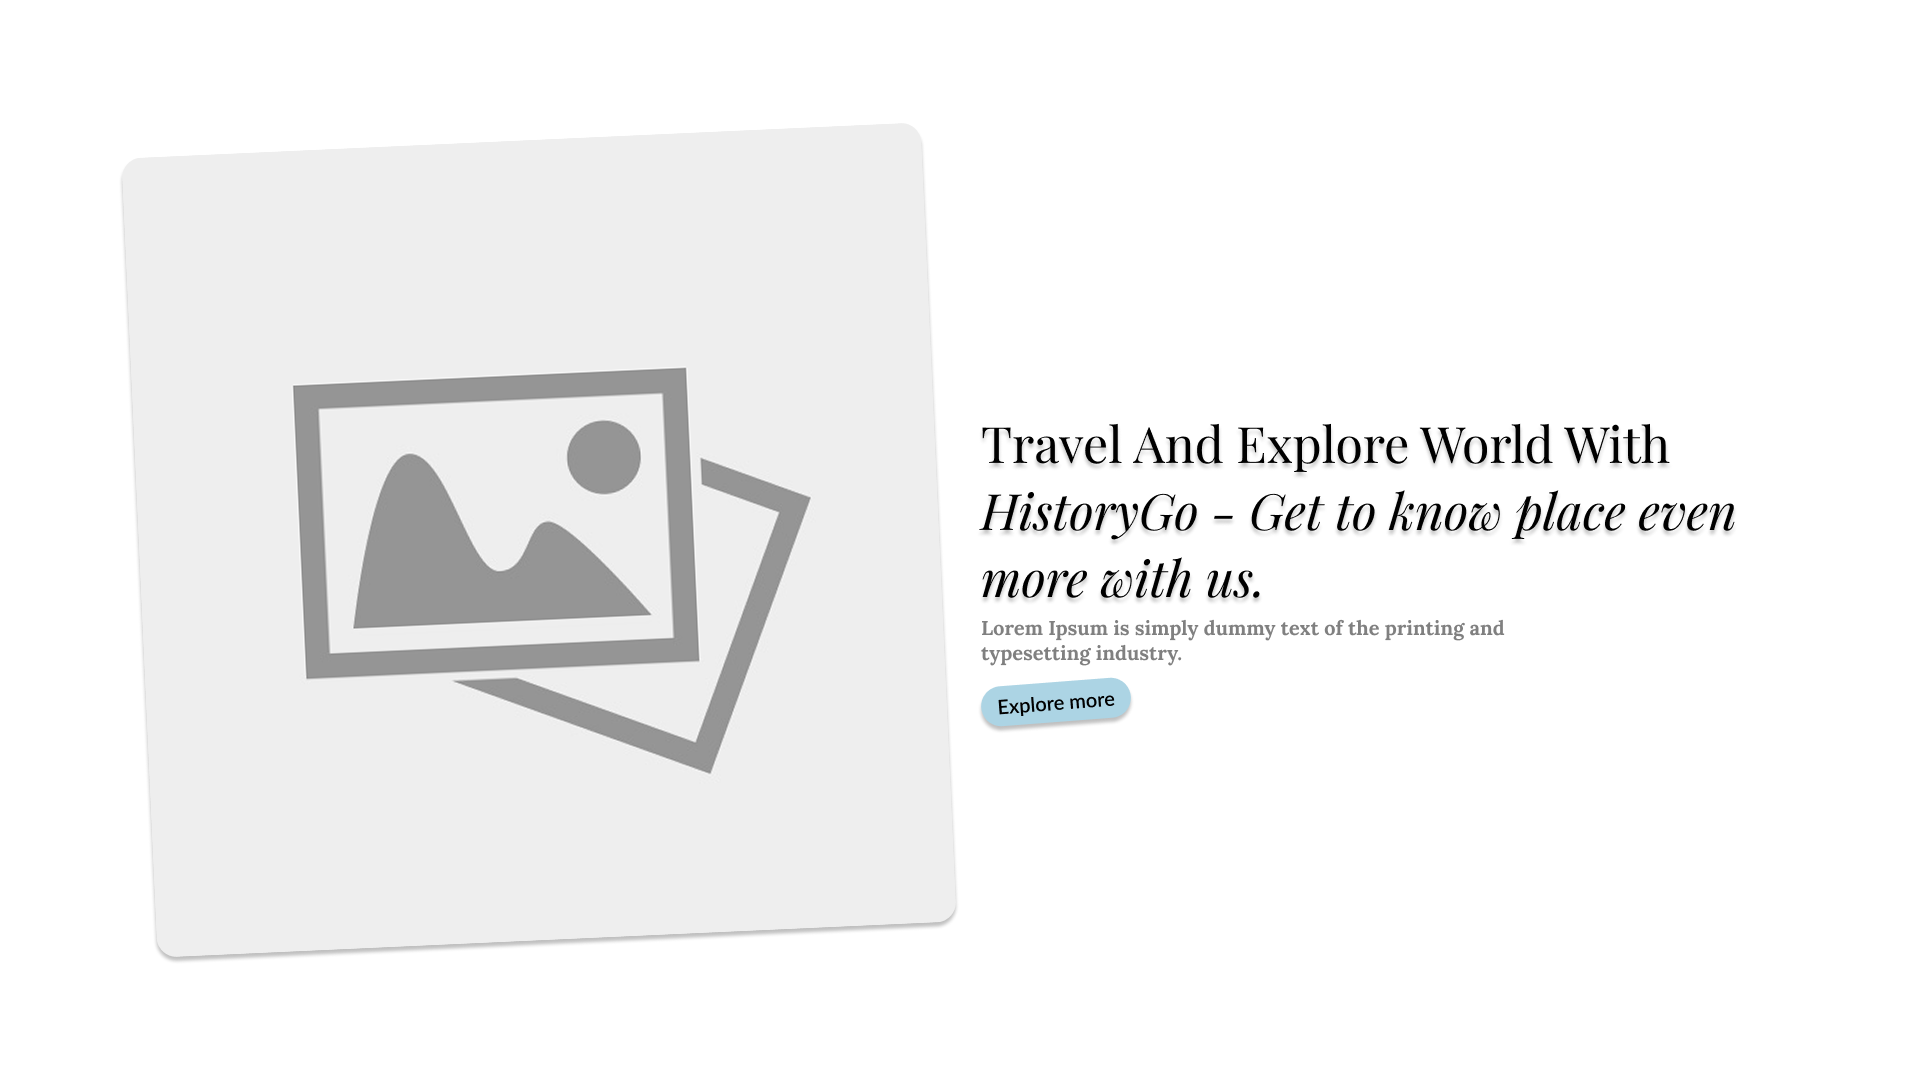 Travel And Explore World With
HistoryGo - Get to know place even
more with us.
Lorem Ipsum is simply dummy text of the printing and
typesetting industry.
Explore more